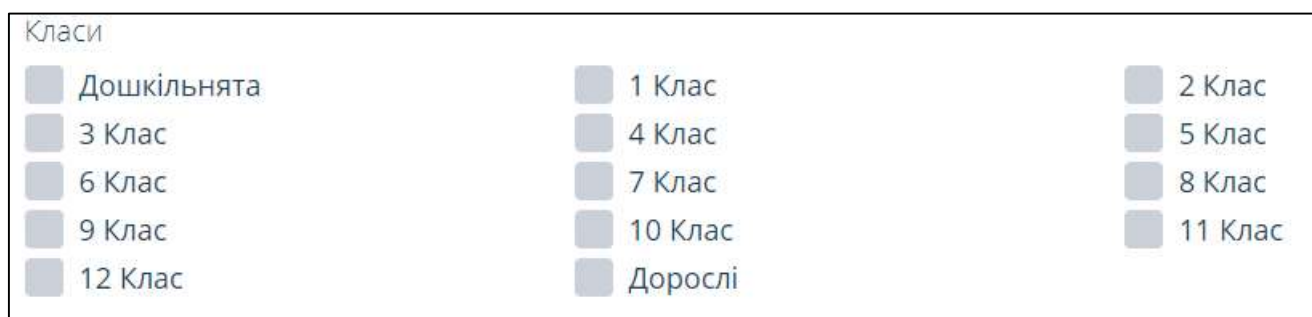 Класи
Дошкільнята 1 Клас 2 Клас
3 Клас 4 Клас 5 Клас
6 Клас 7 Клас 8 Клас
9 Клас 10 Клас 11 Клас
12 Клас Дорослі